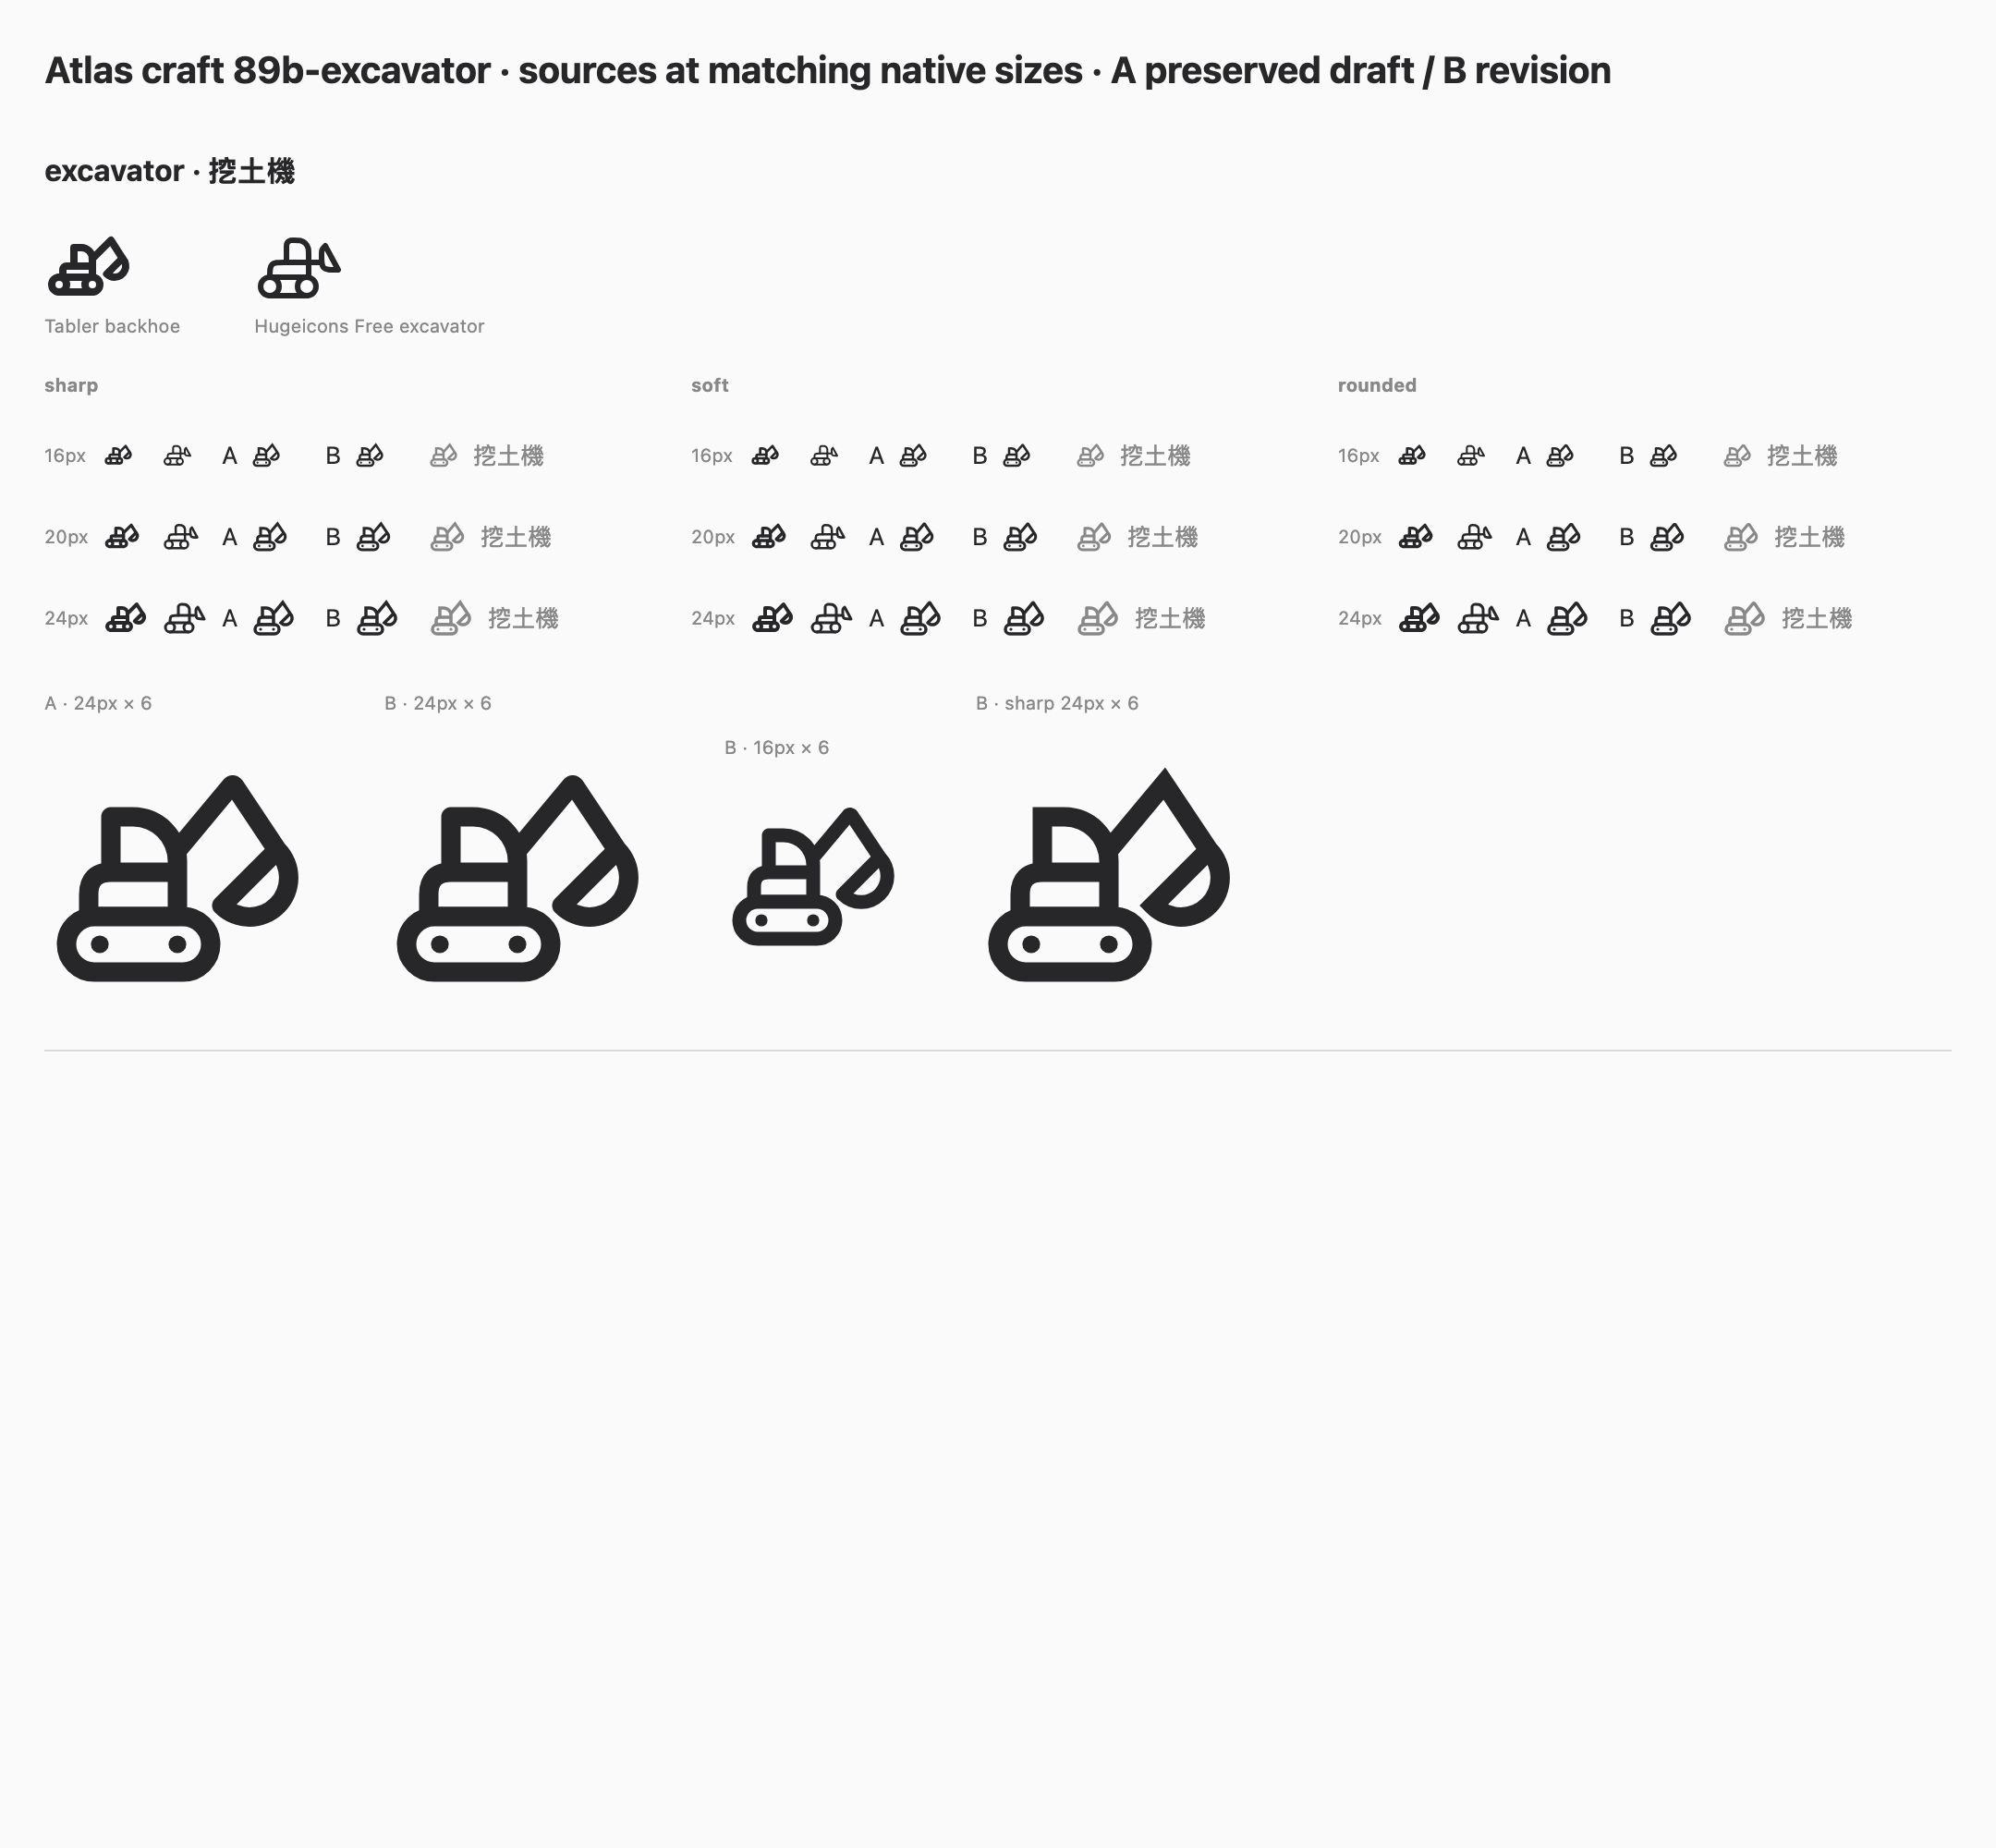 Atlas craft 89b-excavator · sources at matching native sizes · A preserved draft / B revision
excavator · 挖土機
Tabler backhoe
Hugeicons Free excavator
sharp
soft
rounded
16px A B 挖土機
16px A B 挖土機
16px A B 挖土機
20px A B 挖土機
20px A B 挖土機
20px A B 挖土機
24px A B 挖土機
24px A B 挖土機
24px A B 挖土機
A · 24px × 6
B · 24px × 6
B · 16px × 6
B · sharp 24px × 6